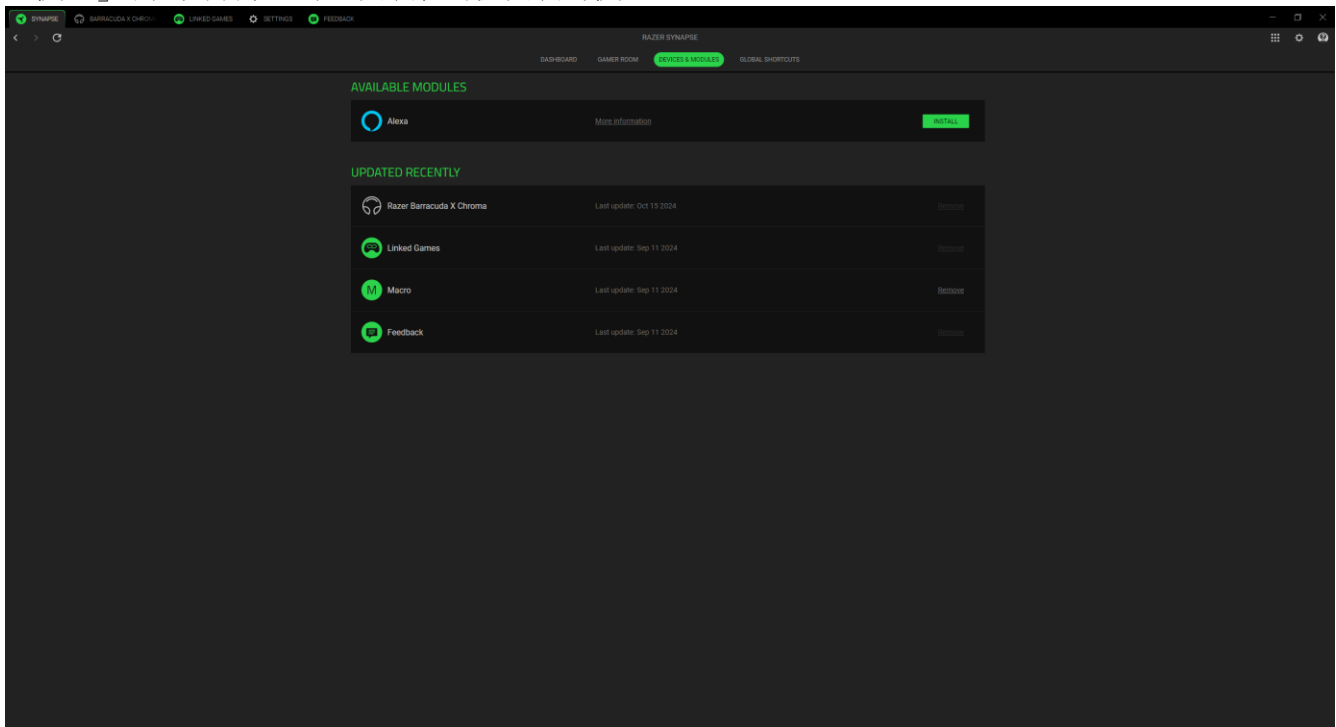 SYNAPSE BARRACUDA X CHRO LINKED GAMES SETTINGS FEEDBACK
RAZER SYNAPSE
DASHBOARD GAMER ROOM DEVICES & MODULES GLOBAL SHORTCUTS
AVAILABLE MODULES
Alexa More information INSTALL
UPDATED RECENTLY
Razer Barracuda X Chroma Last update: Oct 15 2024 Remove
Linked Games Last update: Sep 11 2024 Remove
M Macro Last update: Sep 11 2024 Remove
Feedback Last update: Sep 11 2024 Remove